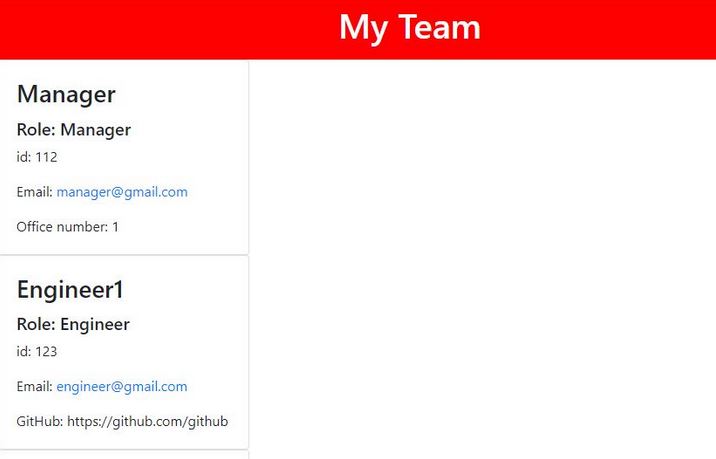 My Team
Manager
Role: Manager
id: 112
Email: manager@gmail.com
Office number: 1
Engineer1
Role: Engineer
id: 123
Email: engineer@gmail.com
GitHub: https://github.com/github